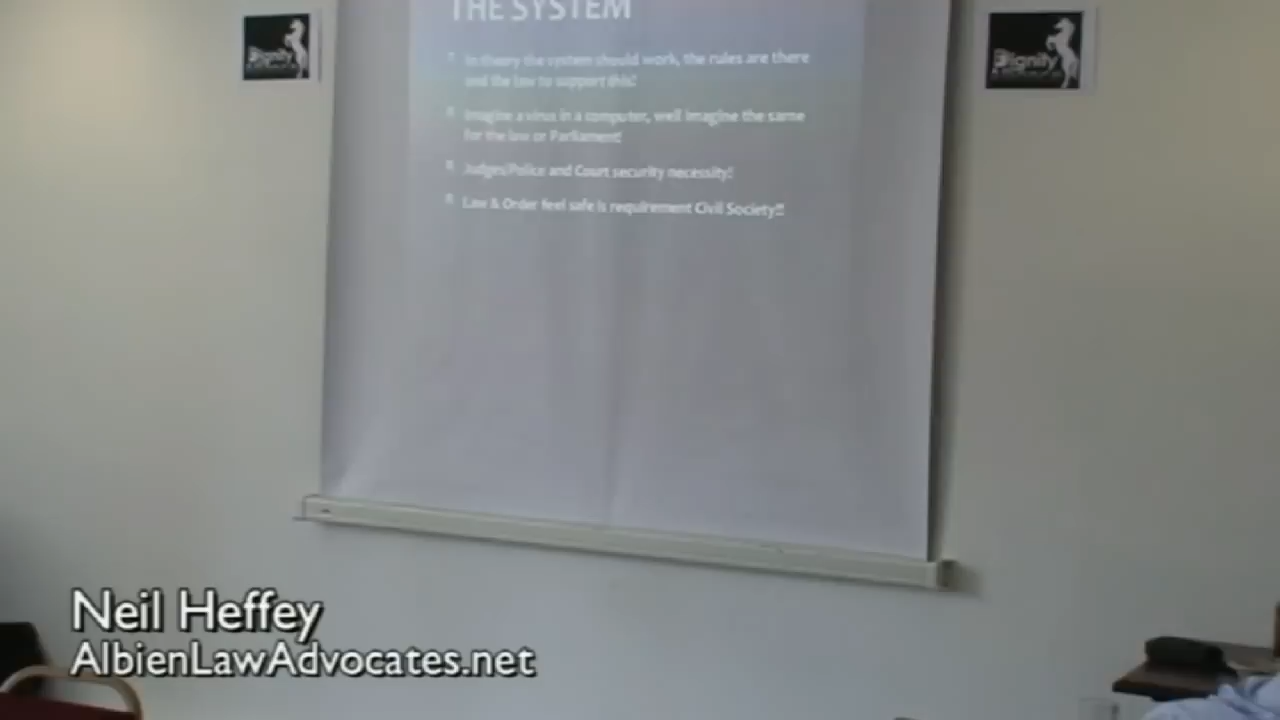 THE SYSTEM
In theory the system should work, the rules are there
and the law to support this!
Imagine a virus in a computer, well imagine the same
for the law or Parliament!
Judges/Police and Court security necessity!
Law & Order feel safe is requirement Civil Society!!
Dignity
Dignity
Neil Heffey
AlbienLawAdvocates.net